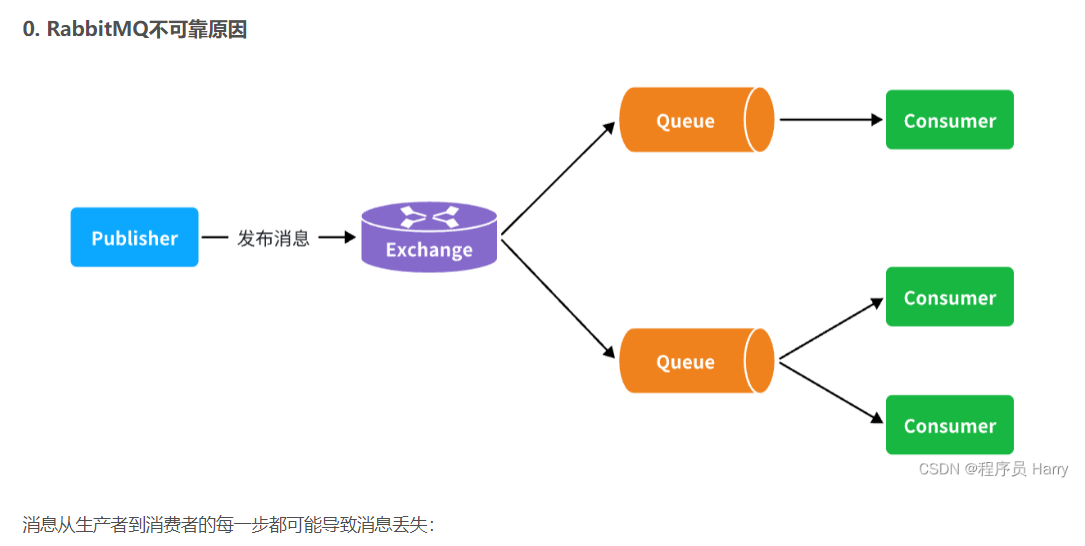 0. RabbitMQ不可靠原因
Queue
Consumer
Publisher
发布消息
Exchange
Consumer
Queue
Consumer
CSDN @程序员 Harry
消息从生产者到消费者的每一步都可能导致消息丢失：